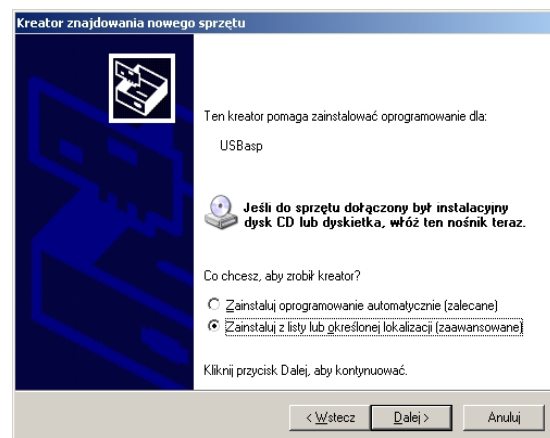 Kreator znajdowania nowego sprzętu
Ten kreator pomaga zainstalować oprogramowanie dla:
USBasp
Jeśli do sprzętu dołączony był instalacyjny
dysk CD lub dyskietka, włóż ten nośnik teraz.
Co chcesz, aby zrobił kreator?
Zainstaluj oprogramowanie automatycznie (zalecane)
Zainstaluj z listy lub określonej lokalizacji (zaawansowane)
Kliknij przycisk Dalej, aby kontynuować.
< Wstecz Dalej > Anuluj